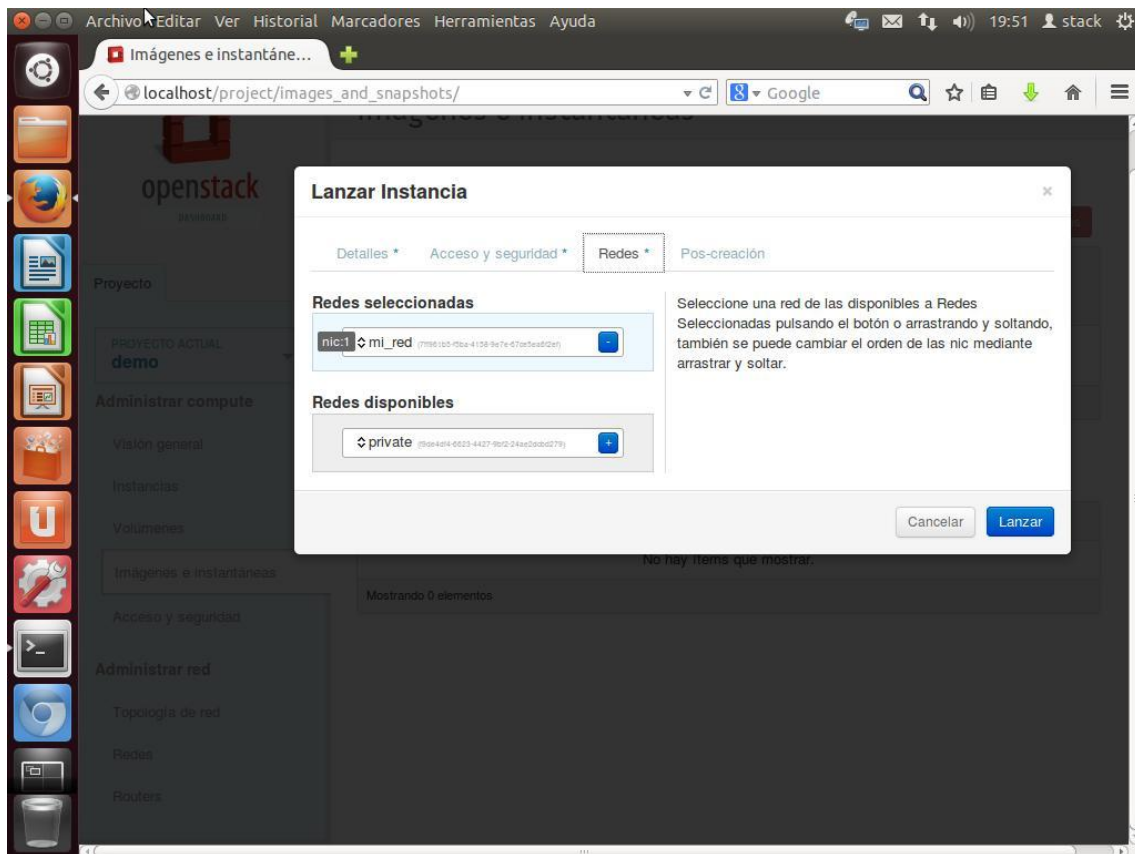 Archivo Editar Ver Historial Marcadores Herramientas Ayuda 19:51 stack
Imágenes e instantáne...
localhost/project/images_and_snapshots/ Google
Imágenes e instantáneas
openstack
DASHBOARD
Proyecto
PROYECTO ACTUAL
demo
Administrar compute
Visión general
Instancias
Volúmenes
Imágenes e instantáneas
Acceso y seguridad
Administrar red
Topología de red
Redes
Routers
Lanzar Instancia
Detalles * Acceso y seguridad * Redes * Pos-creación
Redes seleccionadas
nic:1 mi_red
Redes disponibles
private
Seleccione una red de las disponibles a Redes
Seleccionadas pulsando el botón o arrastrando y soltando,
también se puede cambiar el orden de las nic mediante
arrastrar y soltar.
Cancelar Lanzar
No hay ítems que mostrar.
Mostrando 0 elementos